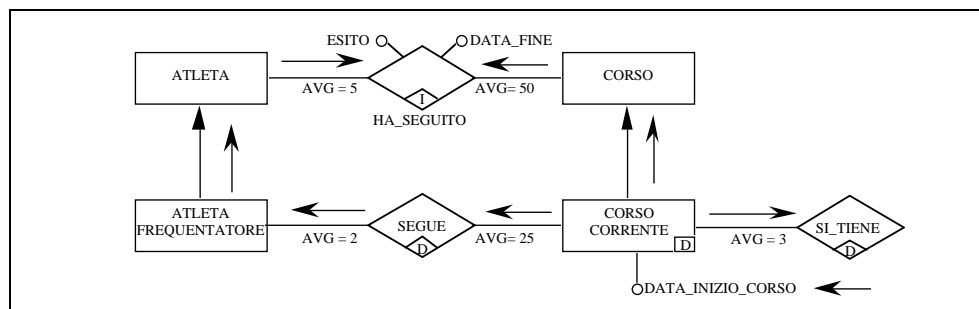 ESITO
DATA_FINE
ATLETA
CORSO
AVG = 5
AVG= 50
I
HA_SEGUITO
ATLETA
FREQUENTATORE
SEGUE
CORSO
CORRENTE
SI_TIENE
AVG = 2
D
AVG= 25
D
AVG = 3
D
DATA_INIZIO_CORSO